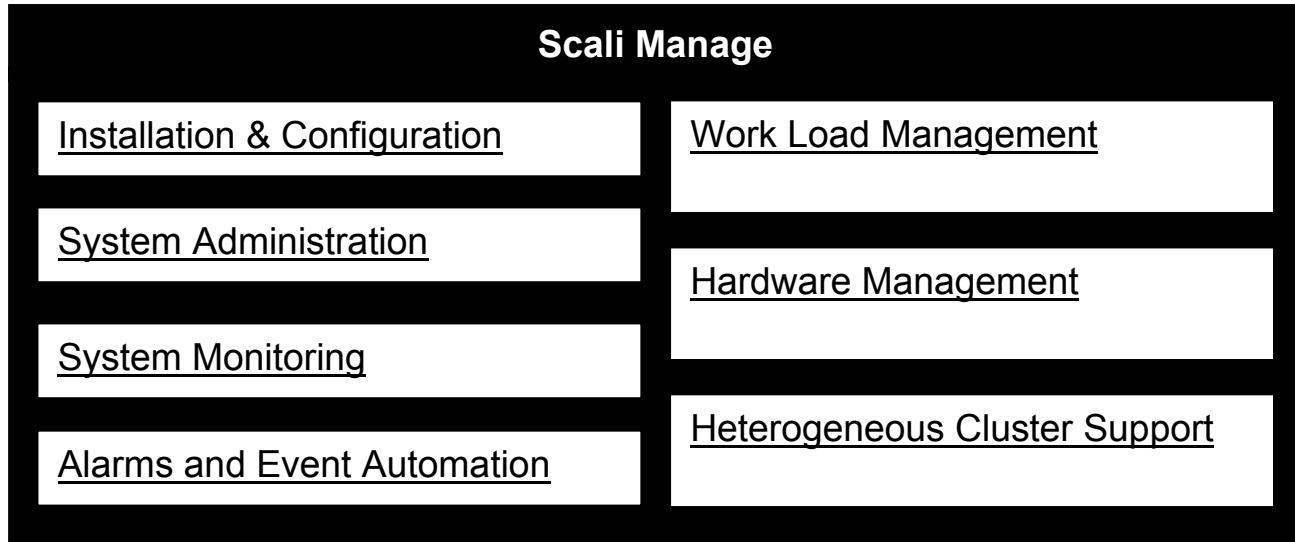 Scali Manage
Installation & Configuration
System Administration
System Monitoring
Alarms and Event Automation
Work Load Management
Hardware Management
Heterogeneous Cluster Support